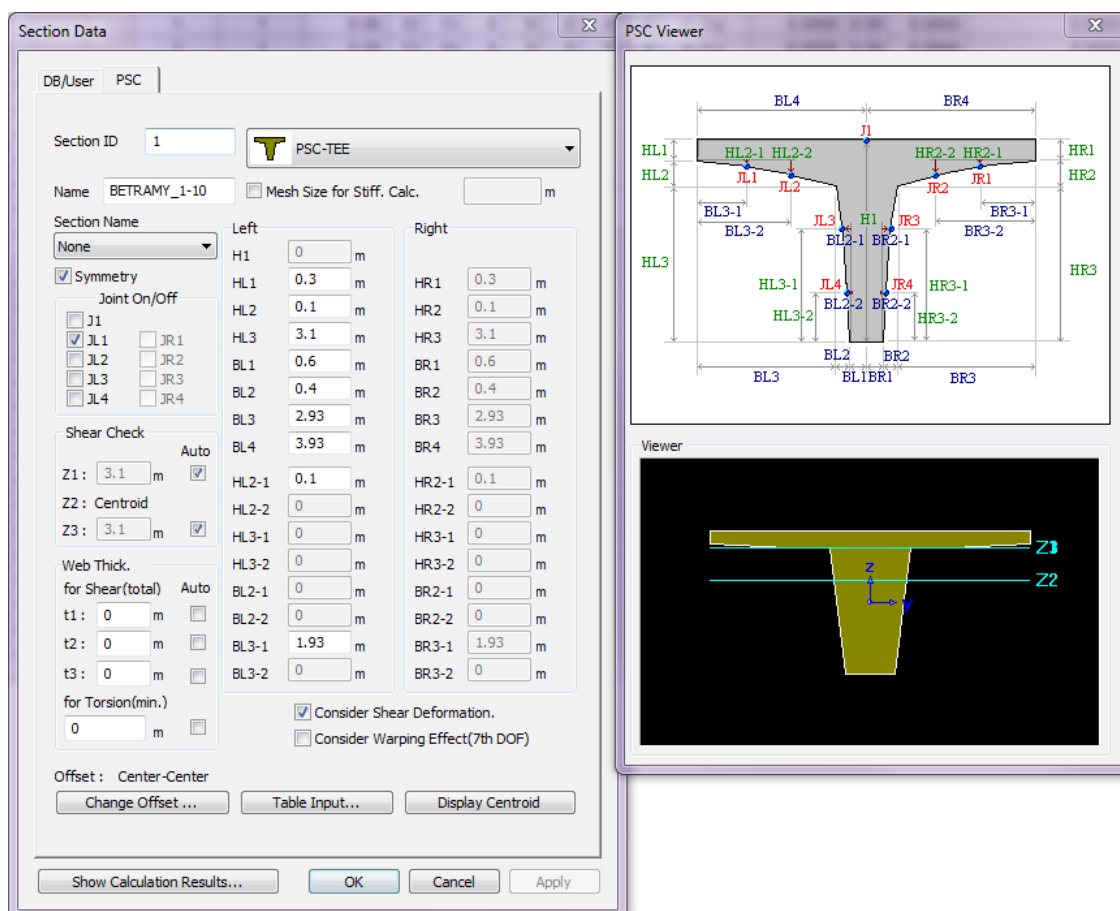 Section Data
DB/User PSC
Section ID 1 PSC-TEE
Name BETRAMY_1-10 Mesh Size for Stiff. Calc. m
Section Name
None
Symmetry
Joint On/Off
J1
JL1 JR1
JL2 JR2
JL3 JR3
JL4 JR4
Shear Check
Auto
Z1 : 3.1 m
Z2 : Centroid
Z3 : 3.1 m
Web Thick.
for Shear(total) Auto
t1 : 0 m
t2 : 0 m
t3 : 0 m
for Torsion(min.)
0 m
Left Right
H1 0 m
HL1 0.3 m HR1 0.3 m
HL2 0.1 m HR2 0.1 m
HL3 3.1 m HR3 3.1 m
BL1 0.6 m BR1 0.6 m
BL2 0.4 m BR2 0.4 m
BL3 2.93 m BR3 2.93 m
BL4 3.93 m BR4 3.93 m
HL2-1 0.1 m HR2-1 0.1 m
HL2-2 0 m HR2-2 0 m
HL3-1 0 m HR3-1 0 m
HL3-2 0 m HR3-2 0 m
BL2-1 0 m BR2-1 0 m
BL2-2 0 m BR2-2 0 m
BL3-1 1.93 m BR3-1 1.93 m
BL3-2 0 m BR3-2 0 m
Consider Shear Deformation.
Consider Warping Effect(7th DOF)
Offset : Center-Center
Change Offset ... Table Input... Display Centroid
Show Calculation Results... OK Cancel Apply
PSC Viewer
BL4 BR4
J1
HL1 HL2-1 HL2-2 HR2-2 HR2-1 HR1
HL2 JL1 JL2 JR2 JR1 HR2
BL3-1 BR3-1
BL3-2 JL3 H1 JR3 BR3-2
BL2-1 BR2-1
HL3 HR3
HL3-1 JL4 JR4 HR3-1
BL2-2 BR2-2
HL3-2 HR3-2
BL2 BR2
BL3 BL1 BR1 BR3
Viewer
Z3
z Z2
y